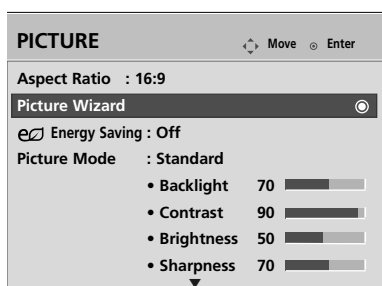 PICTURE Move Enter
Aspect Ratio : 16:9
Picture Wizard
Energy Saving : Off
Picture Mode : Standard
• Backlight 70
• Contrast 90
• Brightness 50
• Sharpness 70